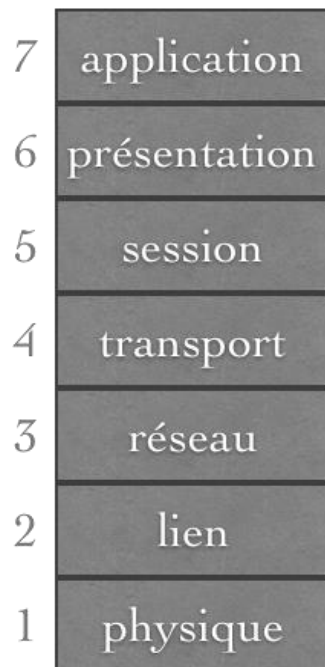 7 application
6 présentation
5 session
4 transport
3 réseau
2 lien
1 physique